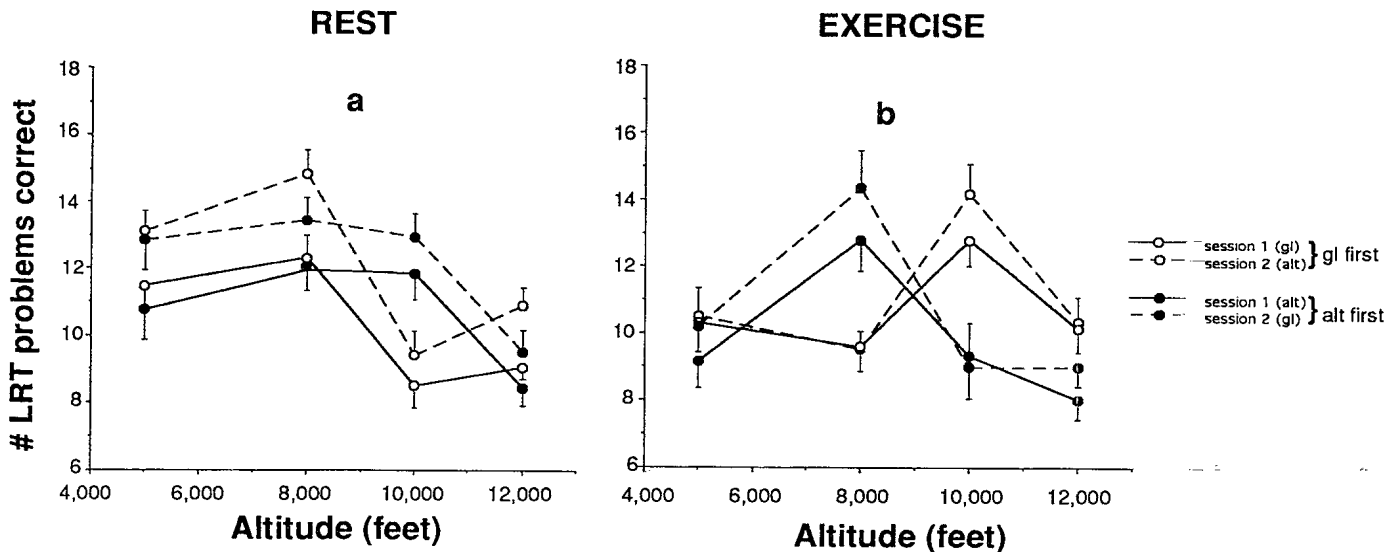 REST
EXERCISE
# LRT problems correct
18
16
14
12
10
8
6
a
4,000 6,000 8,000 10,000 12,000
Altitude (feet)
18
16
14
12
10
8
6
b
4,000 6,000 8,000 10,000 12,000
Altitude (feet)
session 1 (gl)
session 2 (alt)
} gl first
session 1 (alt)
session 2 (gl)
} alt first